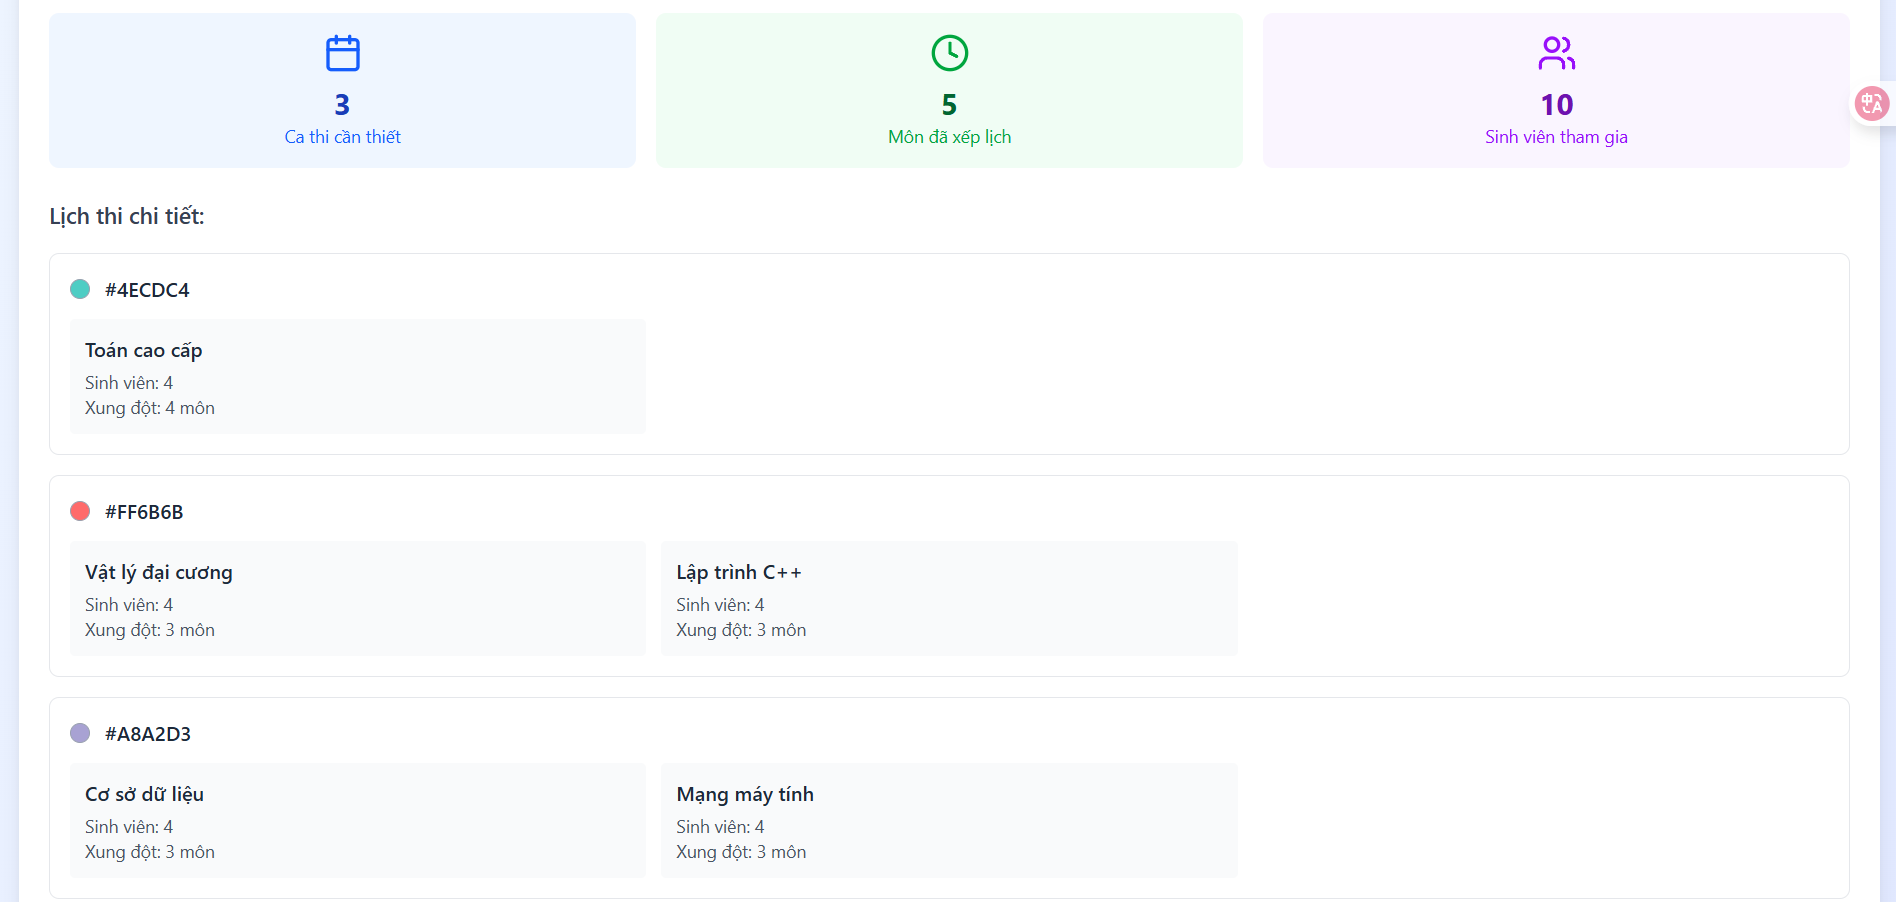 3
Ca thi cần thiết
5
Môn đã xếp lịch
10
Sinh viên tham gia
Lịch thi chi tiết:
#4ECDC4
Toán cao cấp
Sinh viên: 4
Xung đột: 4 môn
#FF6B6B
Vật lý đại cương
Sinh viên: 4
Xung đột: 3 môn
Lập trình C++
Sinh viên: 4
Xung đột: 3 môn
#A8A2D3
Cơ sở dữ liệu
Sinh viên: 4
Xung đột: 3 môn
Mạng máy tính
Sinh viên: 4
Xung đột: 3 môn